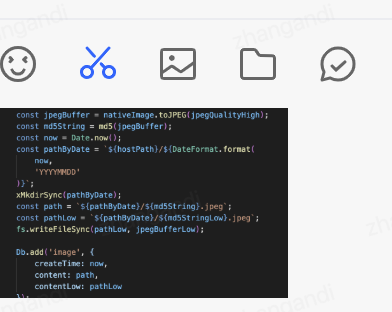 zhangandi
const jpegBuffer = nativeImage.toJPEG(jpegQualityHigh);
const md5String = md5(jpegBuffer);
const now = Date.now();
const pathByDate = `${hostPath}/${DateFormat.format(
now,
'YYYYMMDD'
)}`;
xMkdirSync(pathByDate);
const path = `${pathByDate}/${md5String}.jpeg`;
const pathLow = `${pathByDate}/${md5StringLow}.jpeg`;
fs.writeFileSync(pathLow, jpegBufferLow);
Db.add('image', {
createTime: now,
content: path,
contentLow: pathLow
});
zhangandi